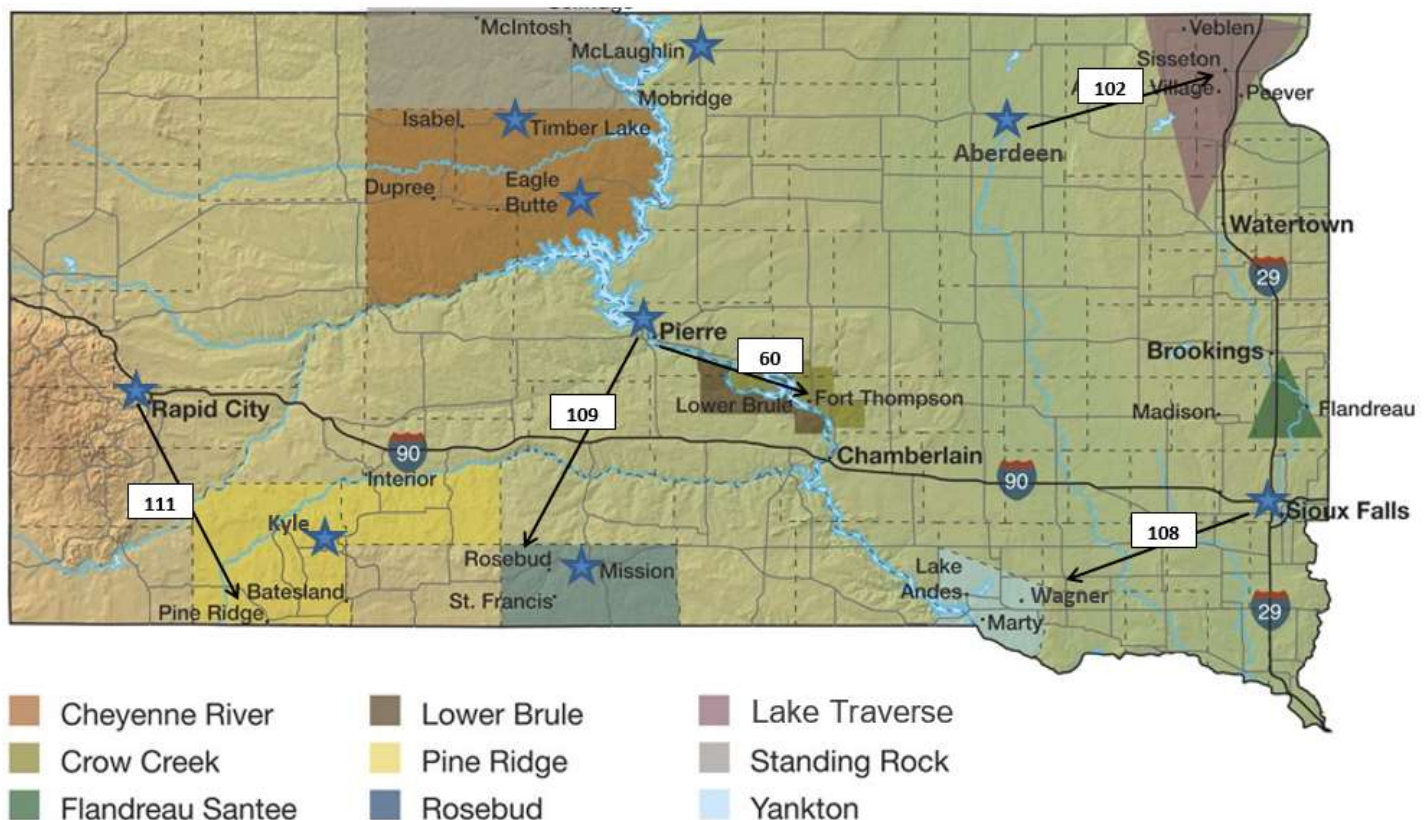 McIntosh
Veblen
McLaughlin
Sisseton
102
Village
Peever
Mobridge
Isabel
Timber Lake
Aberdeen
Eagle
Butte
Dupree
Watertown
29
Pierre
60
Brookings
Rapid City
109
Lower Brule
Fort Thompson
Madison
Flandreau
90
Interior
Chamberlain
90
111
Kyle
Sioux Falls
108
Rosebud
Mission
Lake
Andes
Batesland
St. Francis
Wagner
Pine Ridge
Marty
29
Cheyenne River
Lower Brule
Lake Traverse
Crow Creek
Pine Ridge
Standing Rock
Flandreau Santee
Rosebud
Yankton